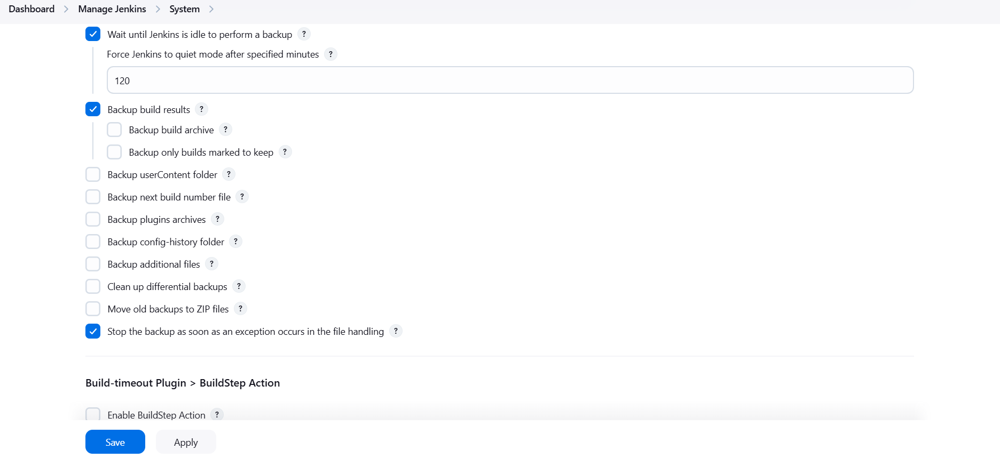 Dashboard > Manage Jenkins > System >
Wait until Jenkins is idle to perform a backup ?
Force Jenkins to quiet mode after specified minutes ?
120
Backup build results ?
Backup build archive ?
Backup only builds marked to keep ?
Backup userContent folder ?
Backup next build number file ?
Backup plugins archives ?
Backup config-history folder ?
Backup additional files ?
Clean up differential backups ?
Move old backups to ZIP files ?
Stop the backup as soon as an exception occurs in the file handling ?
Build-timeout Plugin > BuildStep Action
Enable BuildStep Action ?
Save Apply